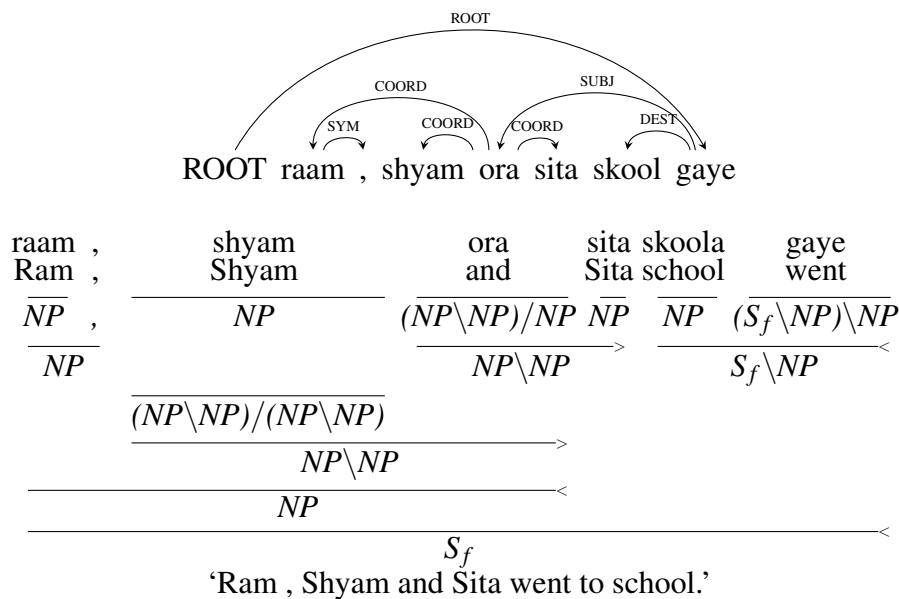 ROOT
COORD SUBJ
SYM COORD COORD DEST
ROOT raam , shyam ora sita skool gaye
raam , shyam ora sita skoola gaye
Ram , Shyam and Sita school went
NP , NP (NP\NP)/NP NP NP (S_f\NP)\NP
> <
NP NP\NP S_f\NP
(NP\NP)/(NP\NP)
>
NP\NP
<
NP
<
S_f
‘Ram , Shyam and Sita went to school.’